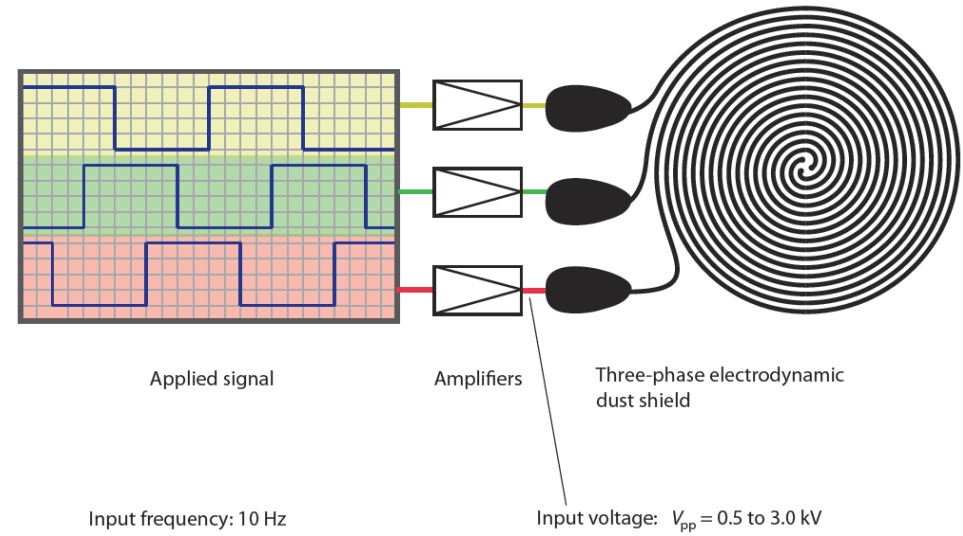 Applied signal
Amplifiers
Three-phase electrodynamic
dust shield
Input frequency: 10 Hz
Input voltage: Vpp = 0.5 to 3.0 kV